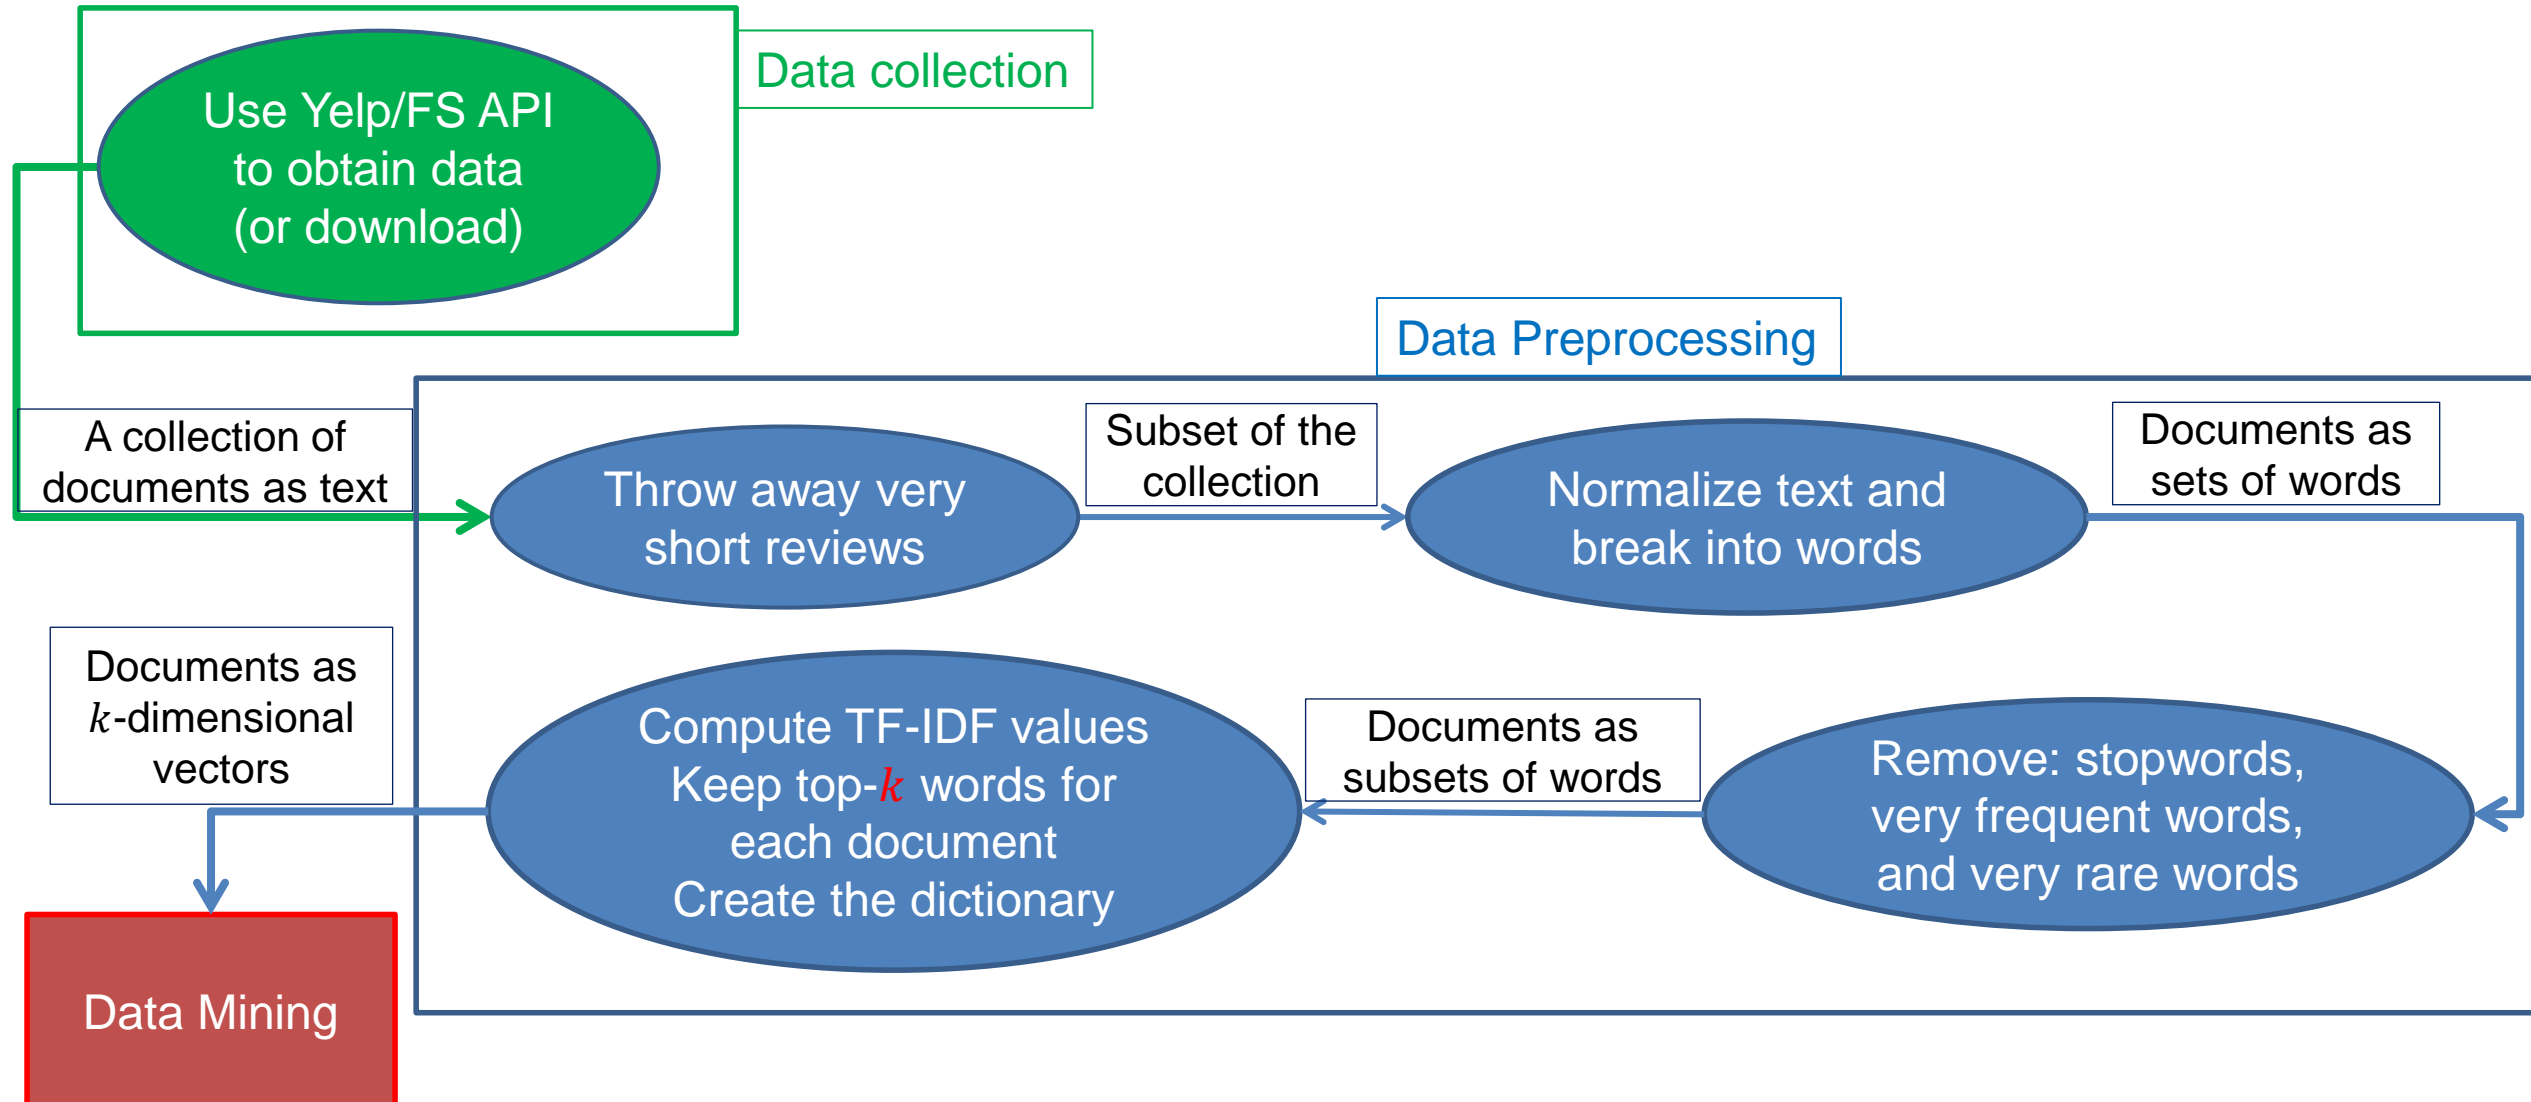 Use Yelp/FS API
to obtain data
(or download)
Data collection
Data Preprocessing
A collection of
documents as text
Throw away very
short reviews
Subset of the
collection
Normalize text and
break into words
Documents as
sets of words
Remove: stopwords,
very frequent words,
and very rare words
Documents as
subsets of words
Compute TF-IDF values
Keep top-k words for
each document
Create the dictionary
Documents as
k-dimensional
vectors
Data Mining